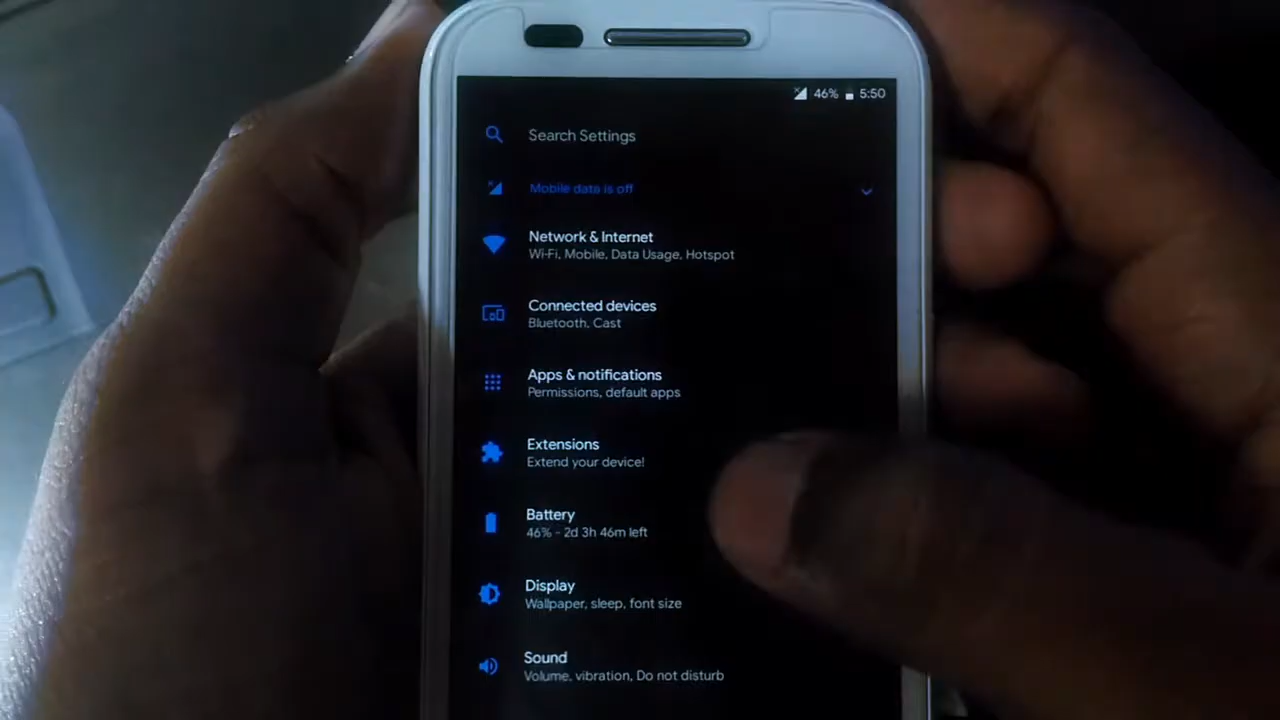 46% 5:50
Search Settings
Mobile data is off
Network & Internet
Wi-Fi, Mobile, Data Usage, Hotspot
Connected devices
Bluetooth, Cast
Apps & notifications
Permissions, default apps
Extensions
Extend your device!
Battery
46% - 2d 3h 46m left
Display
Wallpaper, sleep, font size
Sound
Volume, vibration, Do not disturb